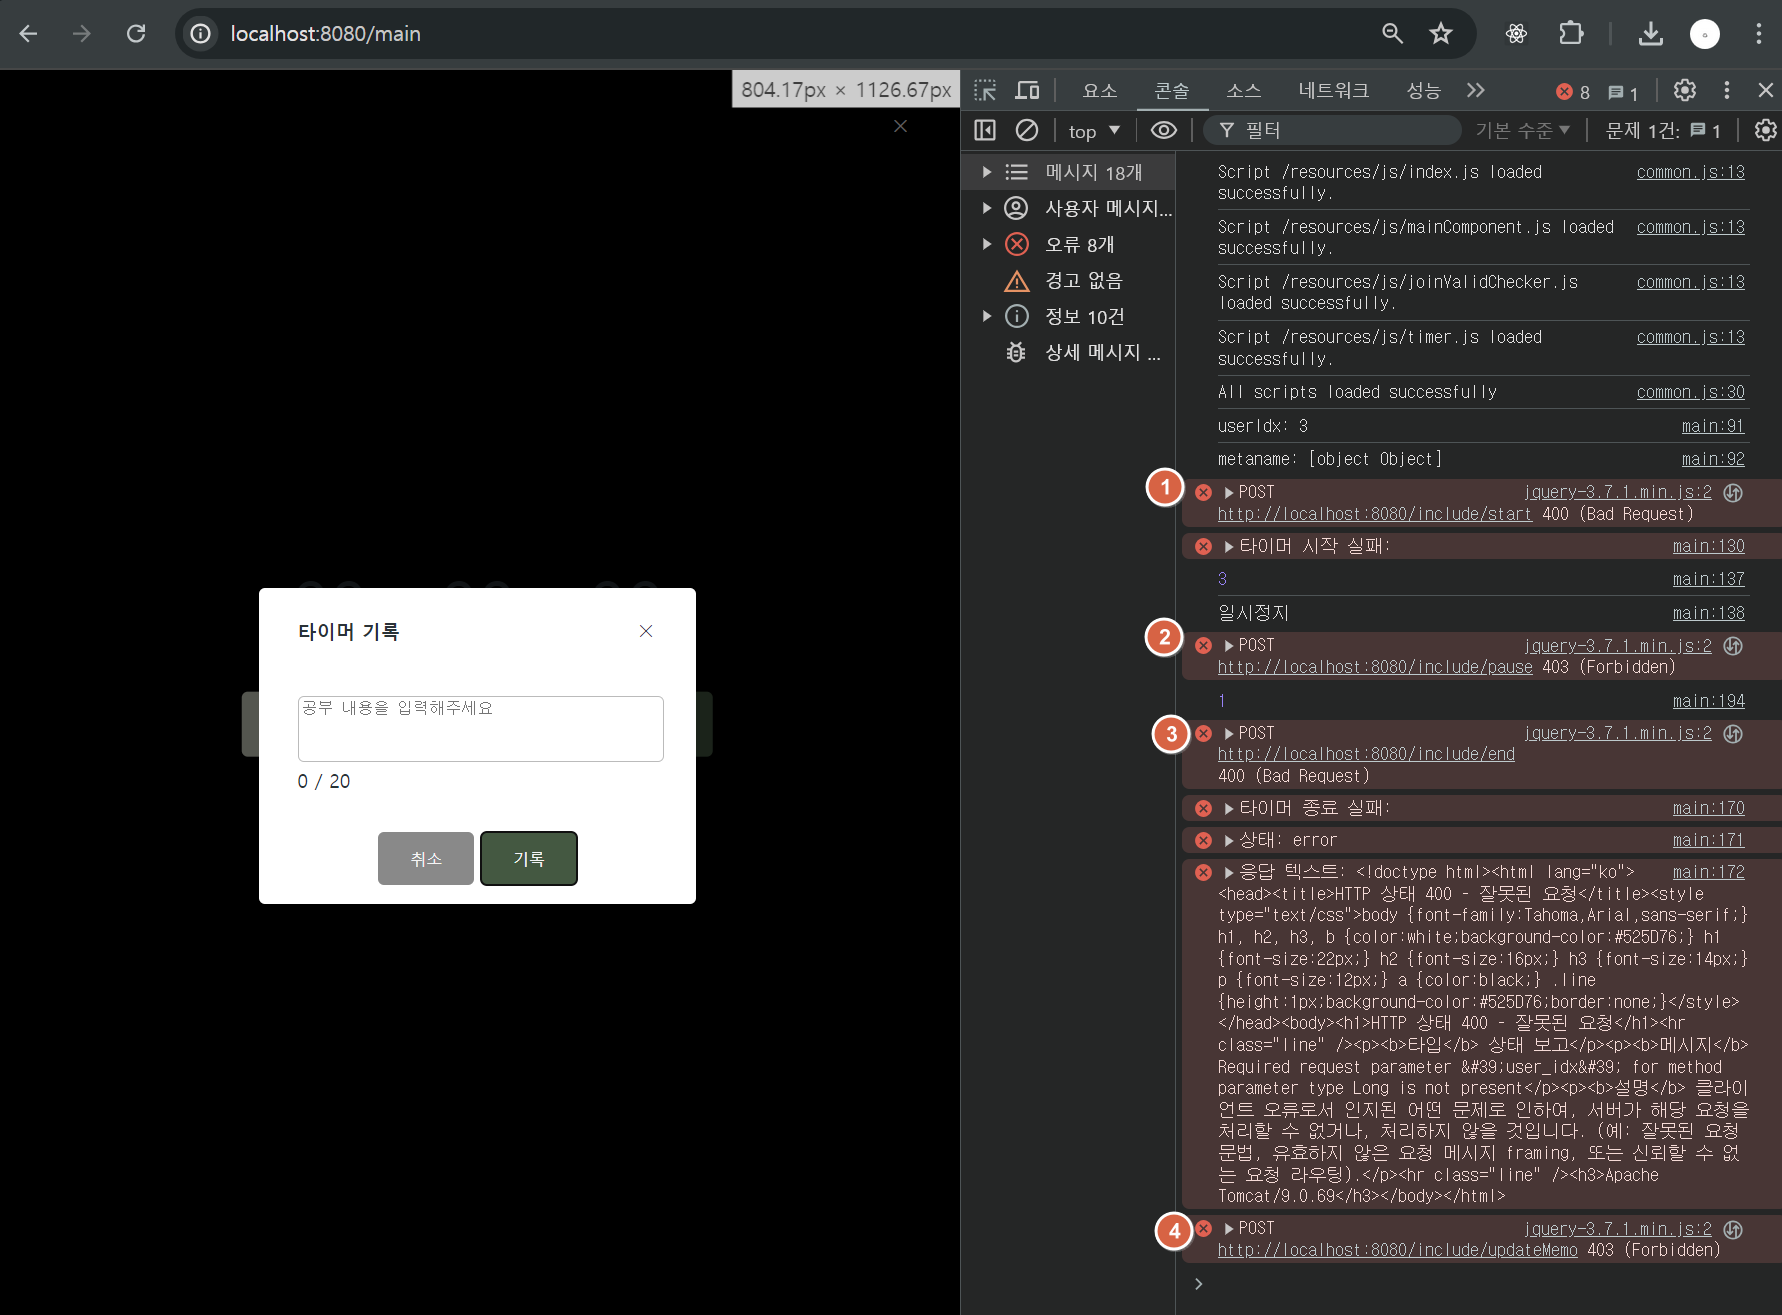 localhost:8080/main
804.17px × 1126.67px
요소
콘솔
소스
네트워크
성능
8
1
top
필터
기본 수준
문제 1건:
1
메시지 18개
사용자 메시지...
오류 8개
경고 없음
정보 10건
상세 메시지 ...
Script /resources/js/index.js loaded
successfully.
common.js:13
Script /resources/js/mainComponent.js loaded
successfully.
common.js:13
Script /resources/js/joinValidChecker.js
loaded successfully.
common.js:13
Script /resources/js/timer.js loaded
successfully.
common.js:13
All scripts loaded successfully
common.js:30
userIdx: 3
main:91
metaname: [object Object]
main:92
1
POST
jquery-3.7.1.min.js:2
http://localhost:8080/include/start 400 (Bad Request)
타이머 시작 실패:
main:130
3
main:137
일시정지
main:138
2
POST
jquery-3.7.1.min.js:2
http://localhost:8080/include/pause 403 (Forbidden)
1
main:194
3
POST
jquery-3.7.1.min.js:2
http://localhost:8080/include/end
400 (Bad Request)
타이머 종료 실패:
main:170
상태: error
main:171
응답 텍스트: <!doctype html><html lang="ko">
main:172
<head><title>HTTP 상태 400 - 잘못된 요청</title><style
type="text/css">body {font-family:Tahoma,Arial,sans-serif;}
h1, h2, h3, b {color:white;background-color:#525D76;} h1
{font-size:22px;} h2 {font-size:16px;} h3 {font-size:14px;}
p {font-size:12px;} a {color:black;} .line
{height:1px;background-color:#525D76;border:none;}</style>
</head><body><h1>HTTP 상태 400 - 잘못된 요청</h1><hr
class="line" /><p><b>타입</b> 상태 보고</p><p><b>메시지</b>
Required request parameter &#39;user_idx&#39; for method
parameter type Long is not present</p><p><b>설명</b> 클라이
언트 오류로서 인지된 어떤 문제로 인하여, 서버가 해당 요청을
처리할 수 없거나, 처리하지 않을 것입니다. (예: 잘못된 요청
문법, 유효하지 않은 요청 메시지 framing, 또는 신뢰할 수 없
는 요청 라우팅).</p><hr class="line" /><h3>Apache
Tomcat/9.0.69</h3></body></html>
4
POST
jquery-3.7.1.min.js:2
http://localhost:8080/include/updateMemo 403 (Forbidden)
타이머 기록
공부 내용을 입력해주세요
0 / 20
취소
기록